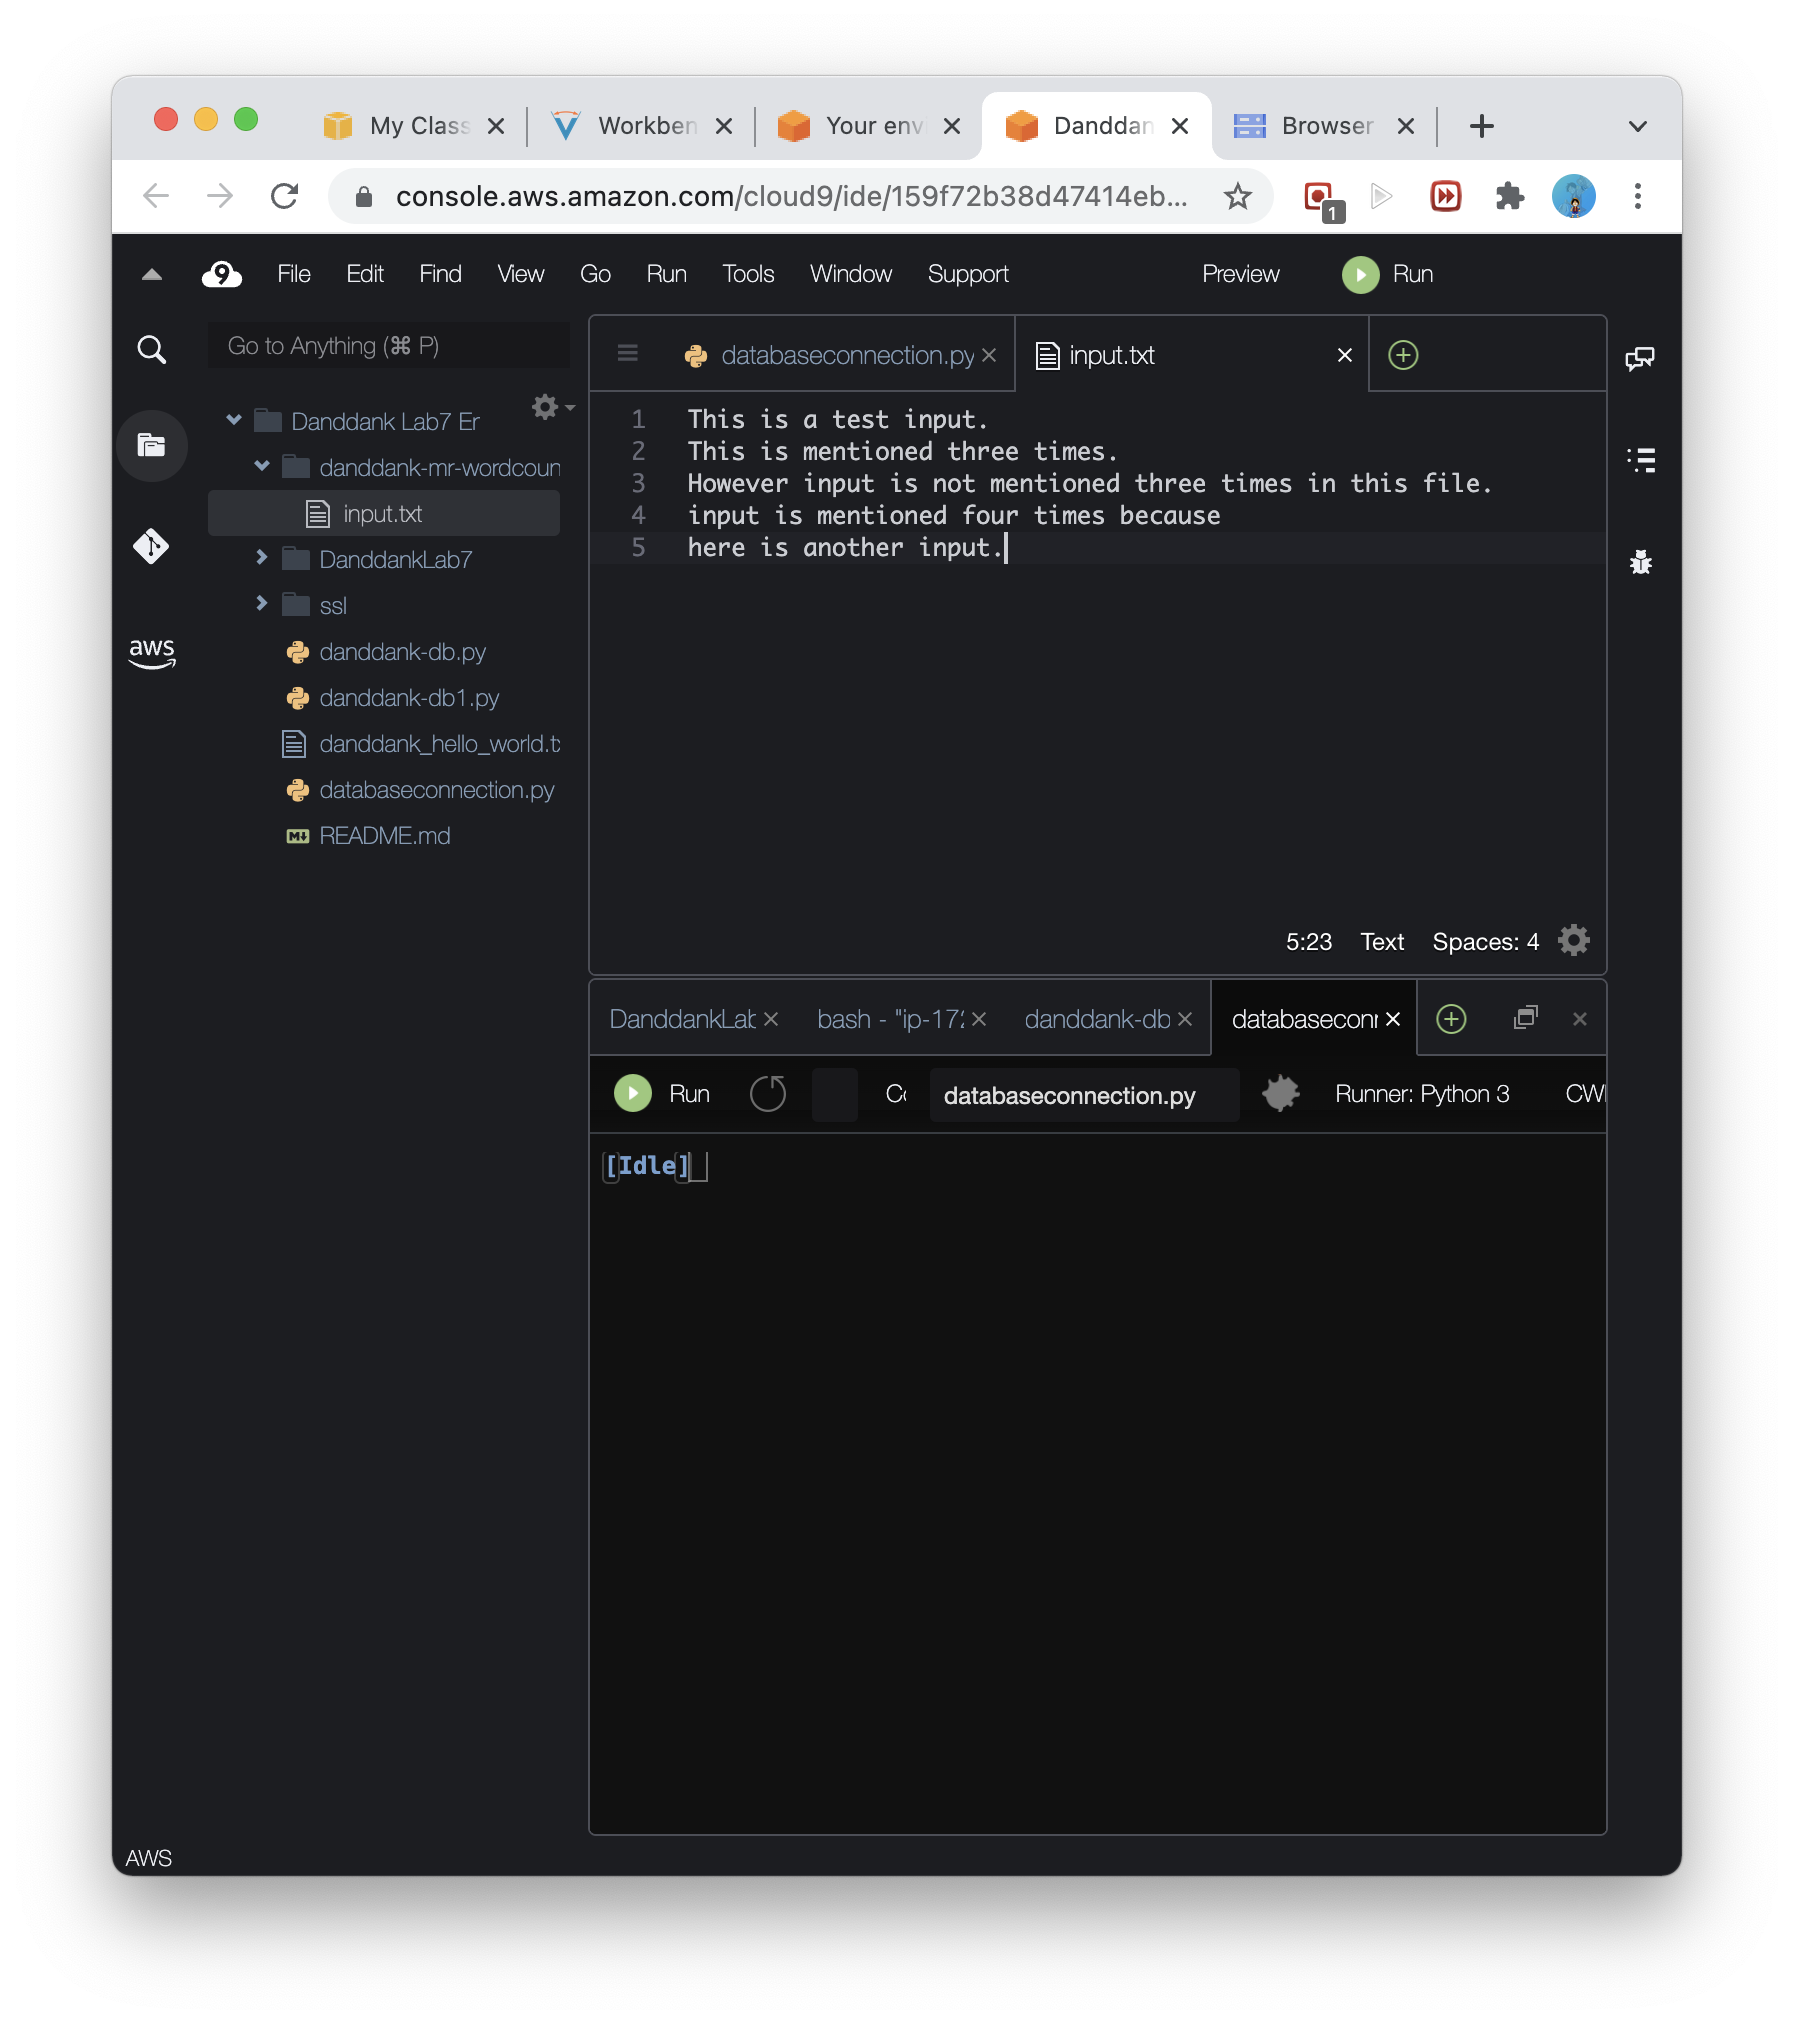 My Class
Workben
Your env
Danddan
Browser
console.aws.amazon.com/cloud9/ide/159f72b38d47414eb...
1
9
File Edit Find View Go Run Tools Window Support Preview Run
Go to Anything (⌘ P)
Danddank Lab7 Er
danddank-mr-wordcoun
input.txt
DanddankLab7
ssl
danddank-db.py
danddank-db1.py
danddank_hello_world.t
databaseconnection.py
README.md
aws
databaseconnection.py
input.txt
1 This is a test input.
2 This is mentioned three times.
3 However input is not mentioned three times in this file.
4 input is mentioned four times because
5 here is another input.
5:23 Text Spaces: 4
DanddankLab
bash - "ip-172
danddank-db
databaseconn
Run
databaseconnection.py
Runner: Python 3
CW
[Idle]
AWS